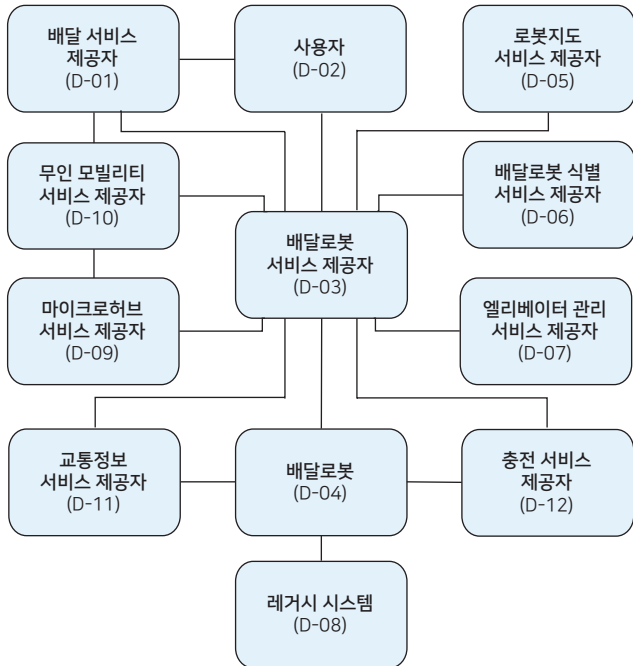 배달 서비스
제공자
(D-01)
사용자
(D-02)
로봇지도
서비스 제공자
(D-05)
무인 모빌리티
서비스 제공자
(D-10)
배달로봇 식별
서비스 제공자
(D-06)
배달로봇
서비스 제공자
(D-03)
마이크로허브
서비스 제공자
(D-09)
엘리베이터 관리
서비스 제공자
(D-07)
교통정보
서비스 제공자
(D-11)
배달로봇
(D-04)
충전 서비스
제공자
(D-12)
레거시 시스템
(D-08)